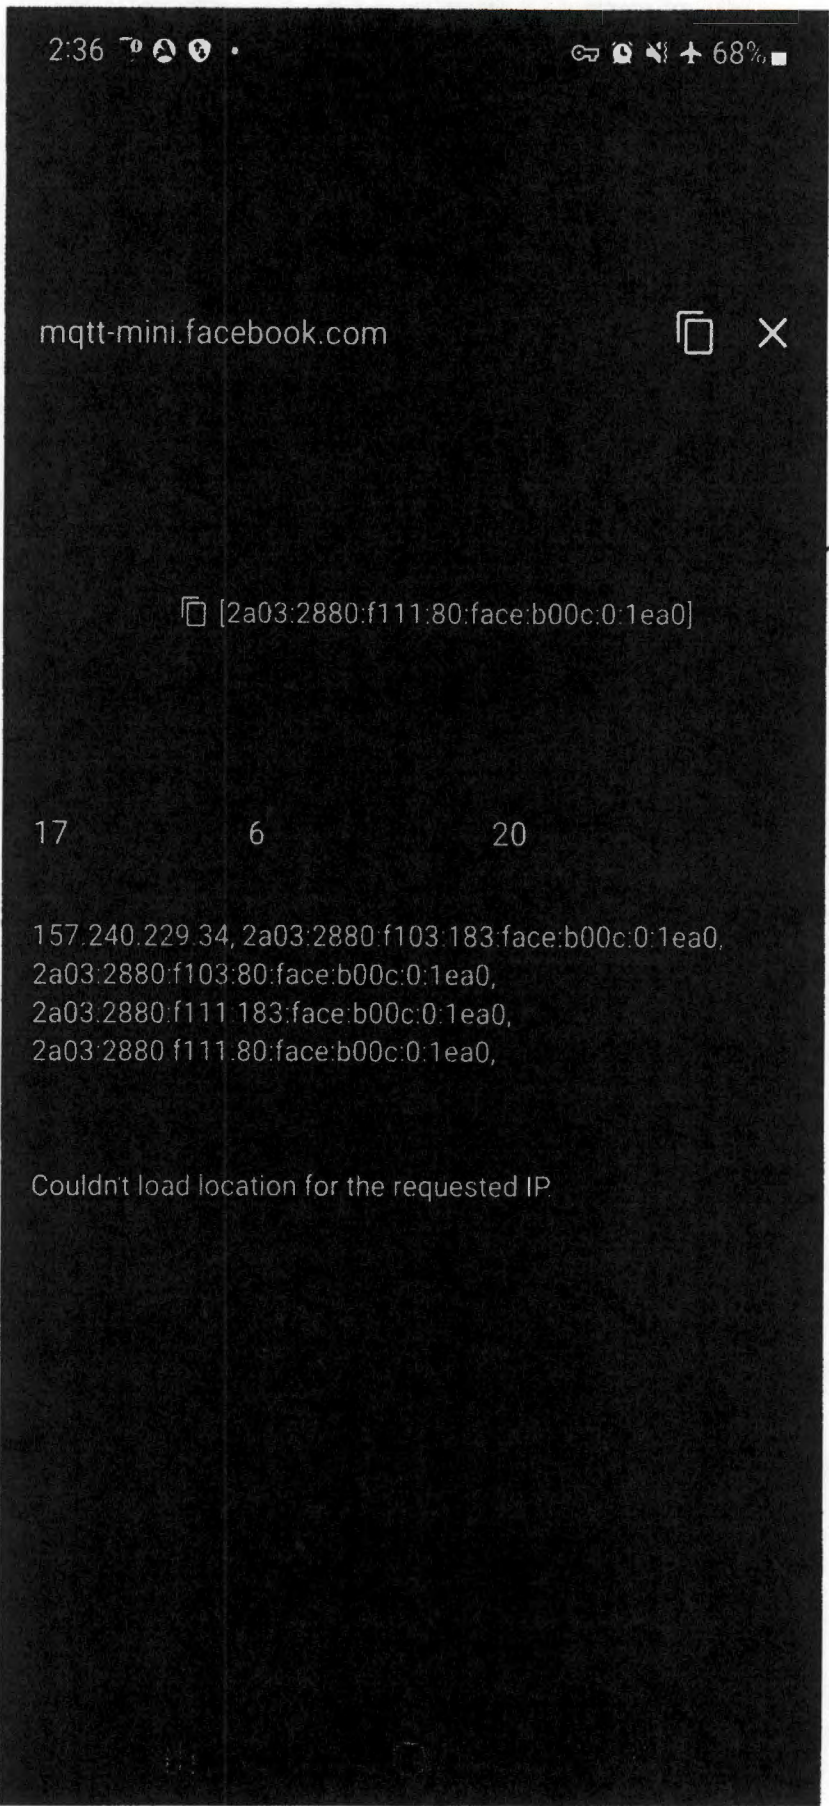 2:36
68%
mqtt-mini.facebook.com
[2a03:2880:f111:80:face:b00c:0:1ea0]
17 6 20
157.240.229.34, 2a03:2880:f103:183:face:b00c:0:1ea0,
2a03:2880:f103:80:face:b00c:0:1ea0,
2a03:2880:f111:183:face:b00c:0:1ea0,
2a03:2880:f111:80:face:b00c:0:1ea0,
Couldn't load location for the requested IP.